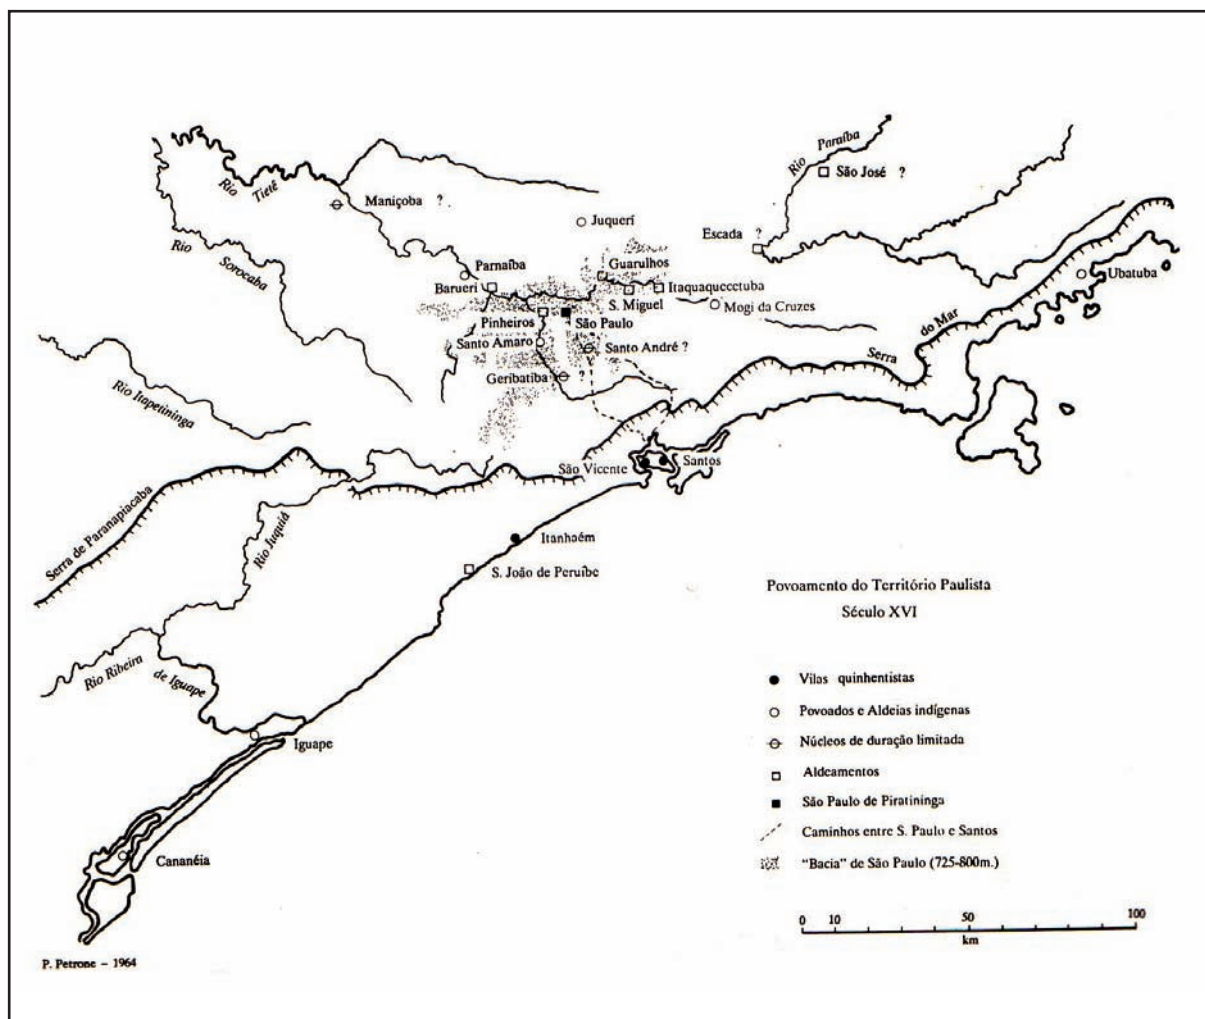 Rio Paraíba
São José ?
Rio Tietê
Maniçoba ?
Juquerí
Escada ?
Rio Sorocaba
Parnaíba
Guarulhos
Ubatuba
Barueri
Itaquaquecetuba
S. Miguel
Mogi da Cruzes
Pinheiros
São Paulo
Santo Amaro
Santo André ?
Serra do Mar
Geribatiba ?
Rio Itapetininga
São Vicente
Santos
Serra de Paranapiacaba
Rio Juquiá
Itanhaém
S. João de Peruíbe
Rio Ribeira de Iguape
Iguape
Cananéia
Povoamento do Território Paulista
Século XVI
Vilas quinhentistas
Povoados e Aldeias indígenas
Núcleos de duração limitada
Aldeamentos
São Paulo de Piratininga
Caminhos entre S. Paulo e Santos
"Bacia" de São Paulo (725-800m.)
0 10 50 100
km
P. Petrone – 1964